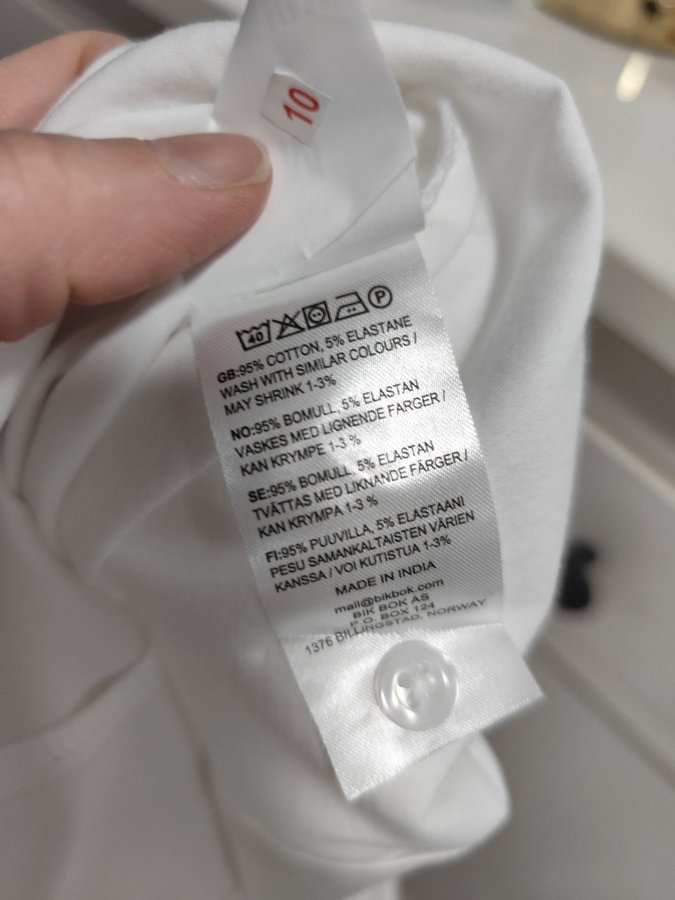 10
40 P
GB:95% COTTON, 5% ELASTANE
WASH WITH SIMILAR COLOURS /
MAY SHRINK 1-3%
NO:95% BOMULL, 5% ELASTAN
VASKES MED LIGNENDE FARGER /
KAN KRYMPE 1-3 %
SE:95% BOMULL, 5% ELASTAN
TVÄTTAS MED LIKNANDE FÄRGER /
KAN KRYMPA 1-3 %
FI:95% PUUVILLA, 5% ELASTAANI
PESU SAMANKALTAISTEN VÄRIEN
KANSSA / VOI KUTISTUA 1-3%
MADE IN INDIA
mail@bikbok.com
BIK BOK AS
P.O. BOX 124
1376 BILLINGSTAD, NORWAY